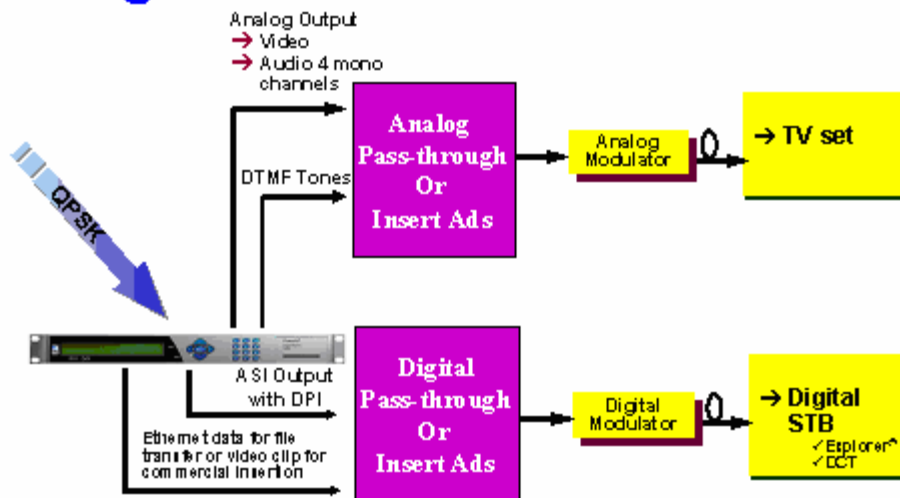 Analog Output
→ Video
→ Audio 4 mono
channels
Analog
Pass-through
Or
Insert Ads
Analog
Modulator
→ TV set
DTMF Tones
QPSK
ASI Output
with DPI
Digital
Pass-through
Or
Insert Ads
Digital
Modulator
→ Digital
STB
✓ Explorer
✓ DCT
Ethernet data for file
transfer or video clip for
commercial insertion